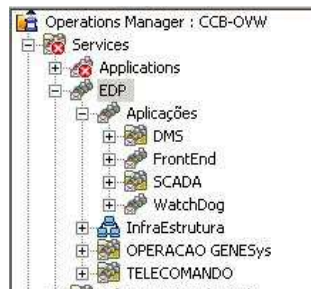 Operations Manager : CCB-OVW
Services
Applications
EDP
Aplicações
DMS
FrontEnd
SCADA
WatchDog
InfraEstrutura
OPERACAO GENESys
TELECOMANDO